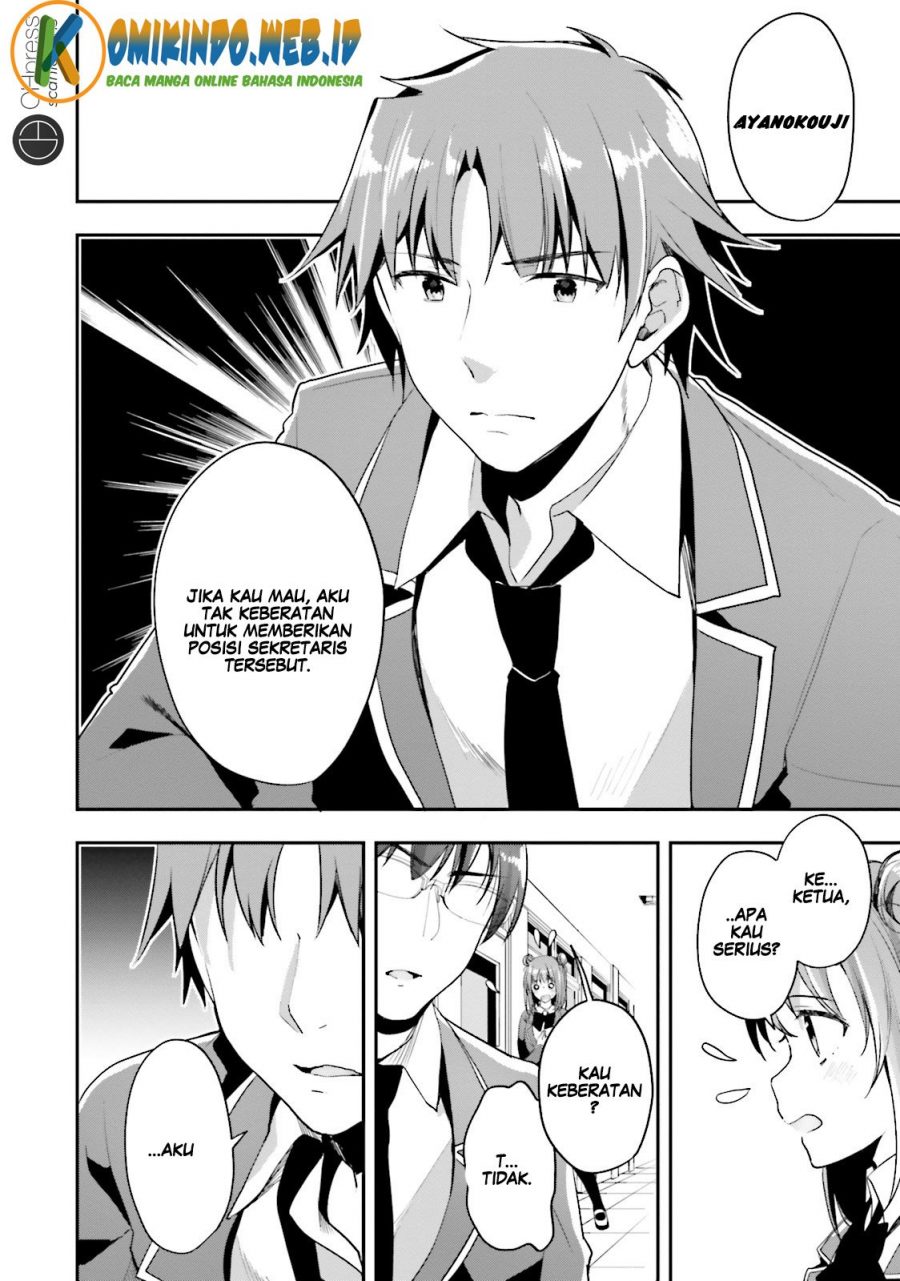 OMIKINDO.WEB.ID
BACA MANGA ONLINE BAHASA INDONESIA
AYANOKOUJI
JIKA KAU MAU, AKU
TAK KEBERATAN
UNTUK MEMBERIKAN
POSISI SEKRETARIS
TERSEBUT.
KE...
KETUA,
..APA
KAU
SERIUS?
KAU
KEBERATAN
?
T...
TIDAK.
...AKU